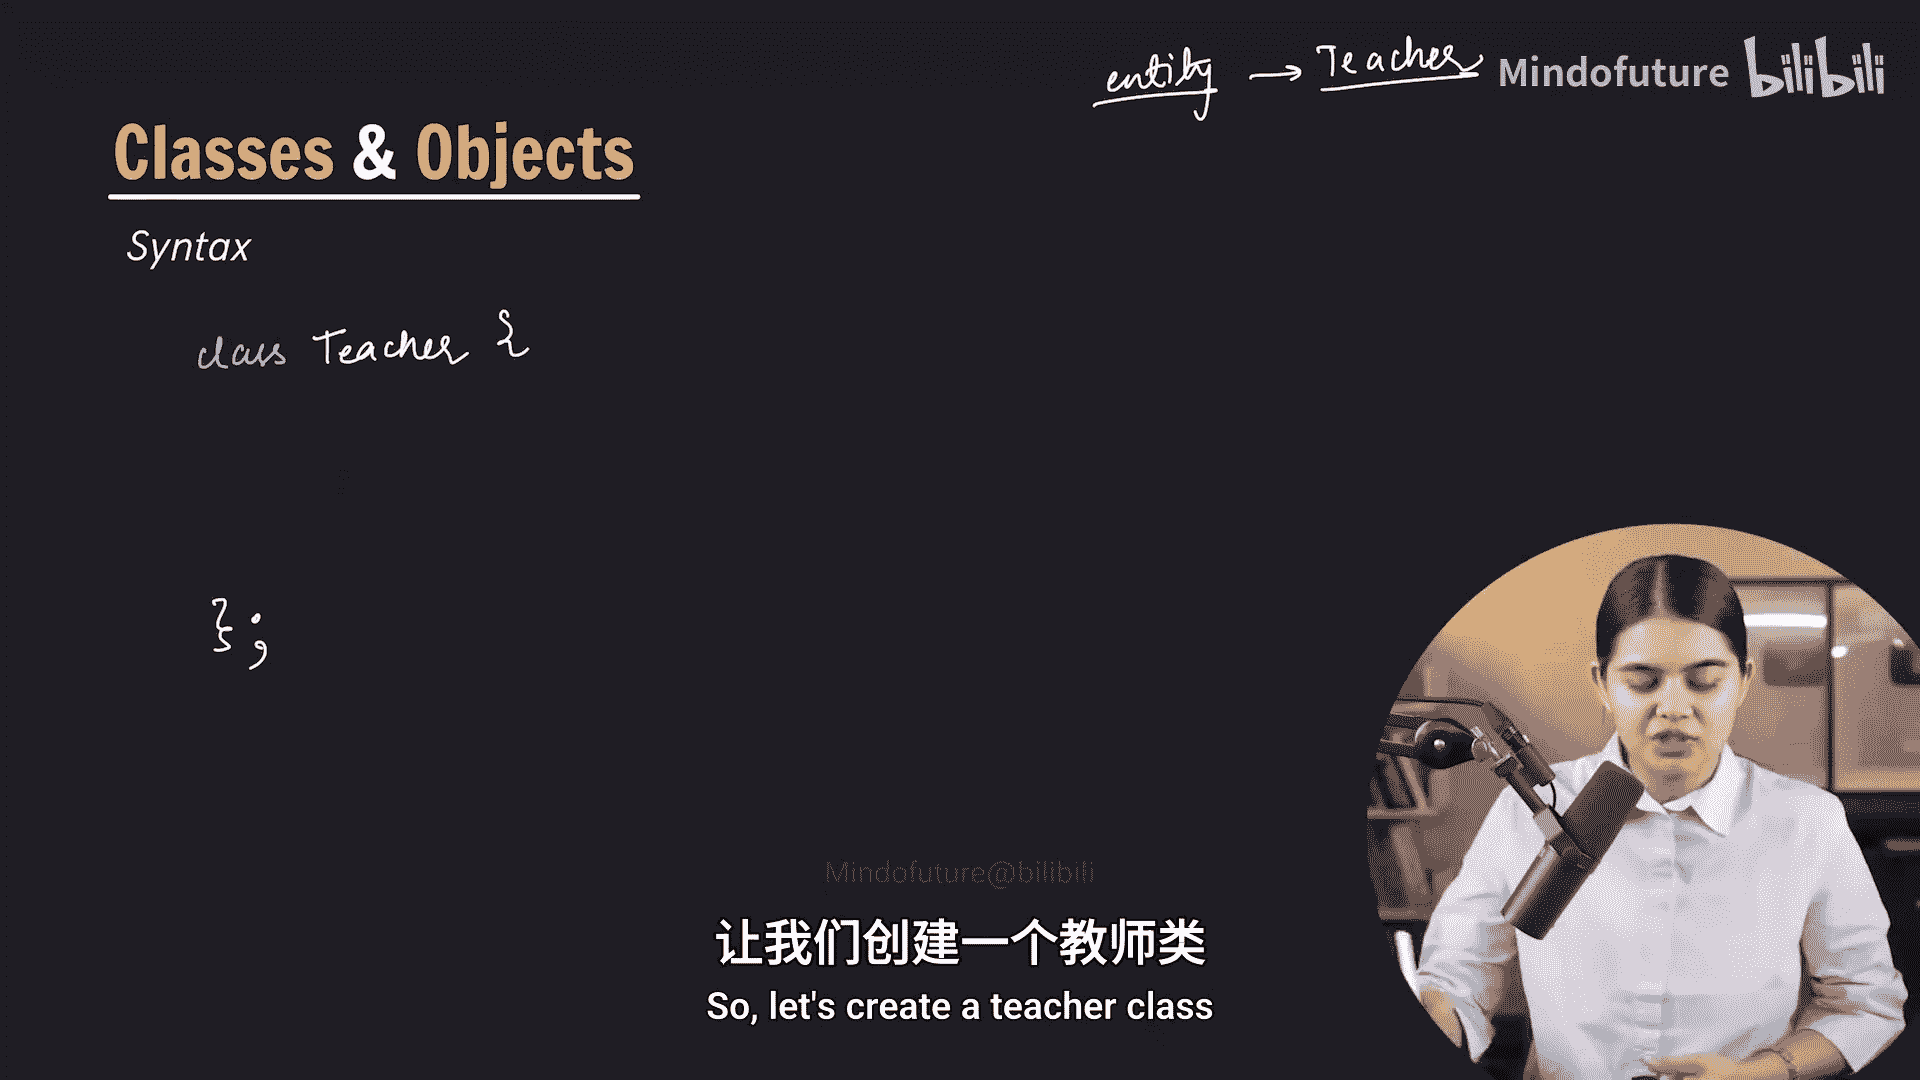 entity → Teacher Mindofuture bilibili
Classes & Objects
Syntax
class Teacher {
};
Mindofuture@bilibili
让我们创建一个教师类
So, let's create a teacher class